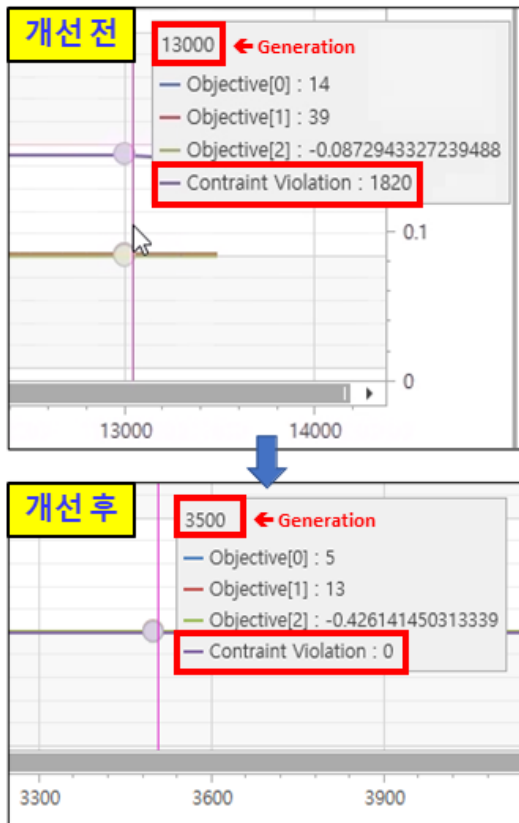 개선 전
13000 ← Generation
Objective[0] : 14
Objective[1] : 39
Objective[2] : -0.0872943327239488
Contraint Violation : 1820
0.1
0
13000 14000
개선 후
3500 ← Generation
Objective[0] : 5
Objective[1] : 13
Objective[2] : -0.426141450313339
Contraint Violation : 0
3300 3600 3900